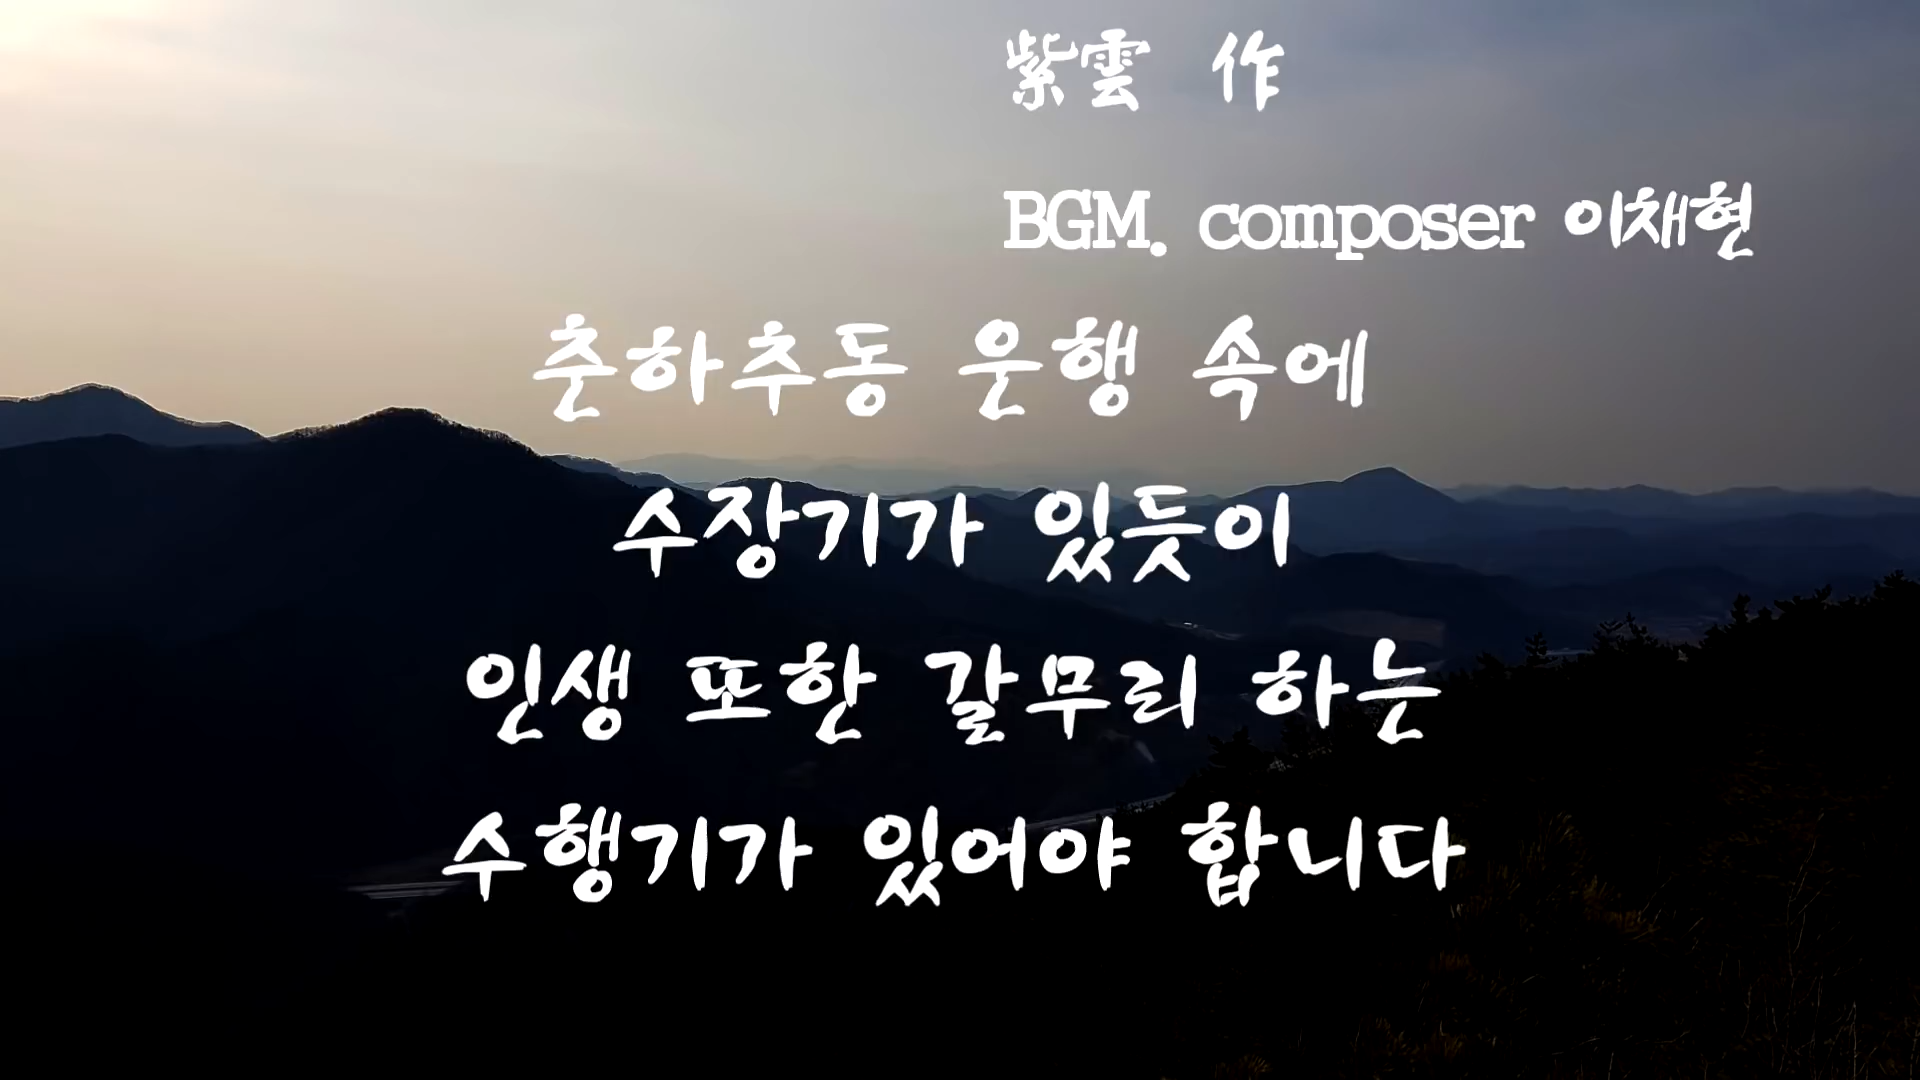 紫雲 作
BGM. composer 이채현
춘하추동 운행 속에
수장기가 있듯이
인생 또한 갈무리 하는
수행기가 있어야 합니다